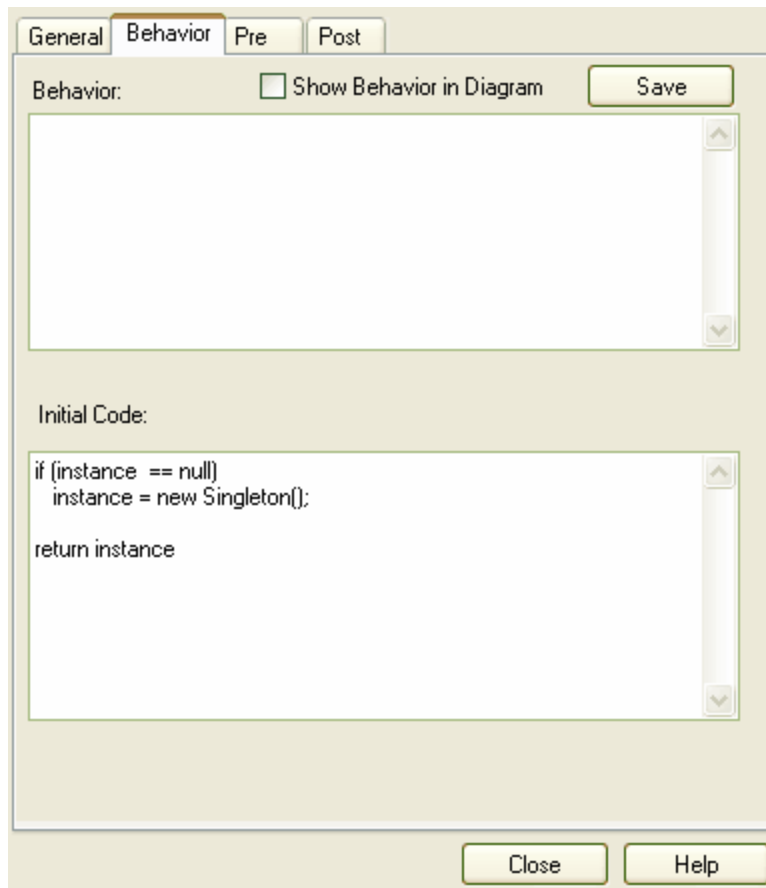 General Behavior Pre Post
Behavior: Show Behavior in Diagram Save
Initial Code:
if (instance == null)
instance = new Singleton();
return instance
Close Help